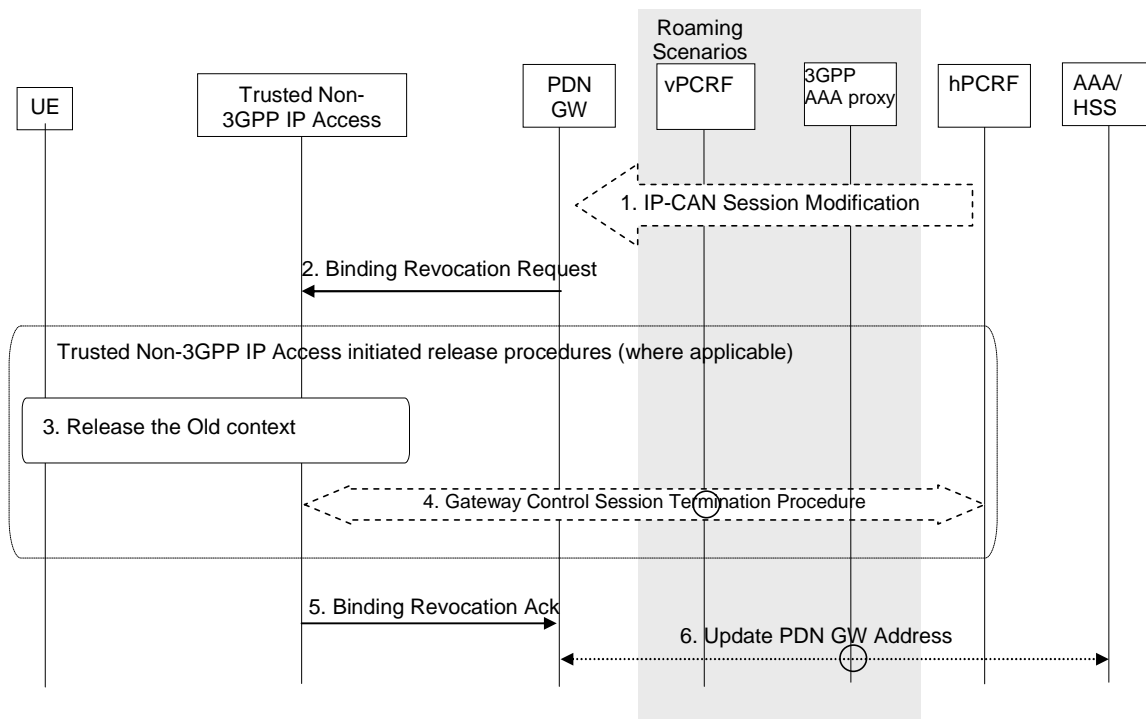 Roaming
Scenarios
UE
Trusted Non-
3GPP IP Access
PDN
GW
vPCRF
3GPP
AAA proxy
hPCRF
AAA/
HSS
1. IP-CAN Session Modification
2. Binding Revocation Request
Trusted Non-3GPP IP Access initiated release procedures (where applicable)
3. Release the Old context
4. Gateway Control Session Termination Procedure
5. Binding Revocation Ack
6. Update PDN GW Address